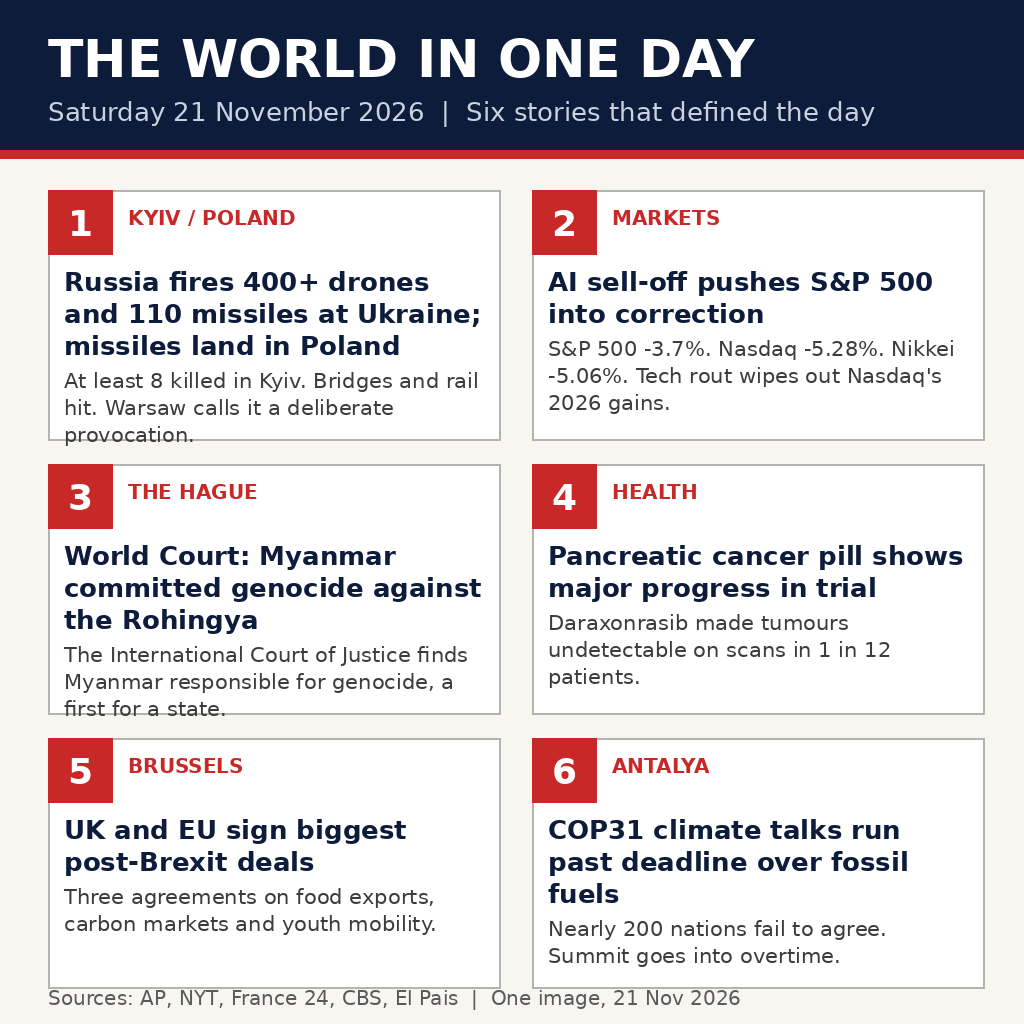 THE WORLD IN ONE DAY
Saturday 21 November 2026 | Six stories that defined the day
1
KYIV / POLAND
Russia fires 400+ drones
and 110 missiles at Ukraine;
missiles land in Poland
At least 8 killed in Kyiv. Bridges and rail
hit. Warsaw calls it a deliberate
provocation.
2
MARKETS
AI sell-off pushes S&P 500
into correction
S&P 500 -3.7%. Nasdaq -5.28%. Nikkei
-5.06%. Tech rout wipes out Nasdaq's
2026 gains.
3
THE HAGUE
World Court: Myanmar
committed genocide against
the Rohingya
The International Court of Justice finds
Myanmar responsible for genocide, a
first for a state.
4
HEALTH
Pancreatic cancer pill shows
major progress in trial
Daraxonrasib made tumours
undetectable on scans in 1 in 12
patients.
5
BRUSSELS
UK and EU sign biggest
post-Brexit deals
Three agreements on food exports,
carbon markets and youth mobility.
6
ANTALYA
COP31 climate talks run
past deadline over fossil
fuels
Nearly 200 nations fail to agree.
Summit goes into overtime.
Sources: AP, NYT, France 24, CBS, El Pais | One image, 21 Nov 2026